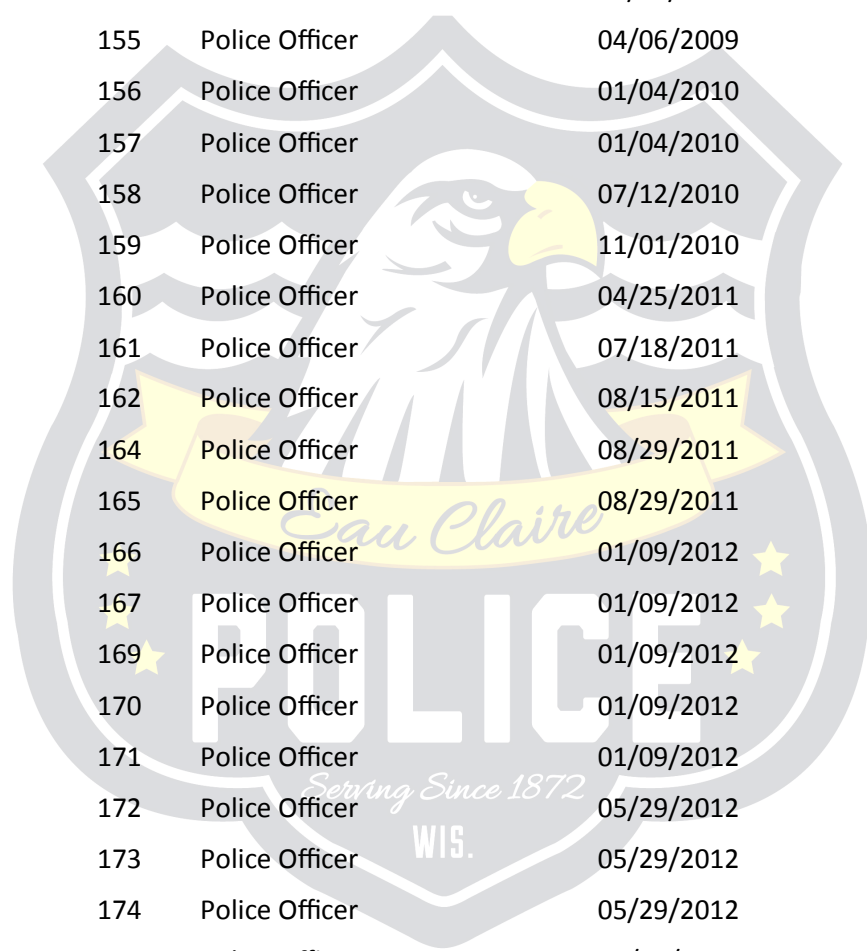 155 Police Officer 04/06/2009
156 Police Officer 01/04/2010
157 Police Officer 01/04/2010
158 Police Officer 07/12/2010
159 Police Officer 11/01/2010
160 Police Officer 04/25/2011
161 Police Officer 07/18/2011
162 Police Officer 08/15/2011
164 Police Officer 08/29/2011
165 Police Officer 08/29/2011
Eau Claire
166 Police Officer 01/09/2012
167 Police Officer 01/09/2012
POLICE
169 Police Officer 01/09/2012
170 Police Officer 01/09/2012
171 Police Officer 01/09/2012
Serving Since 1872
172 Police Officer 05/29/2012
WIS.
173 Police Officer 05/29/2012
174 Police Officer 05/29/2012